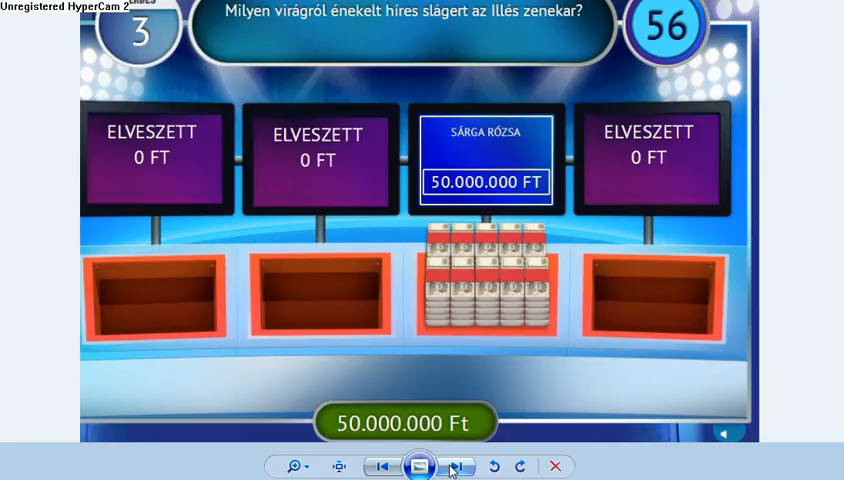 Unregistered HyperCam 2
3
Milyen virágról énekelt híres slágert az Illés zenekar?
56
ELVESZETT
0 FT
ELVESZETT
0 FT
SÁRGA RÓZSA
50.000.000 FT
ELVESZETT
0 FT
50.000.000 Ft